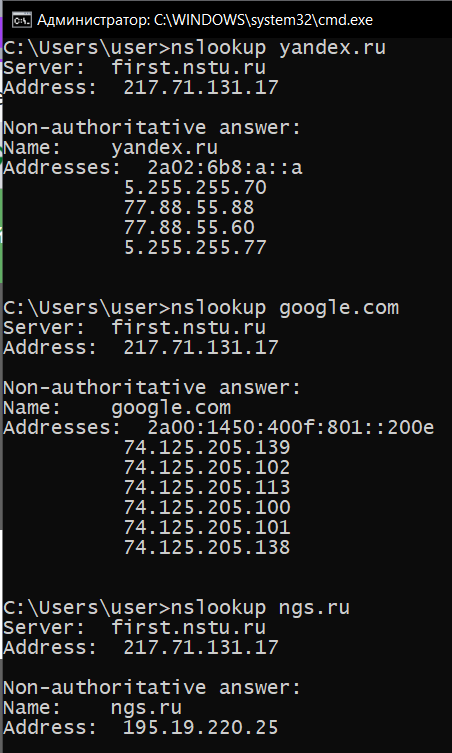 Администратор: C:\WINDOWS\system32\cmd.exe
C:\Users\user>nslookup yandex.ru
Server:  first.nstu.ru
Address:  217.71.131.17

Non-authoritative answer:
Name:    yandex.ru
Addresses:  2a02:6b8:a::a
          5.255.255.70
          77.88.55.88
          77.88.55.60
          5.255.255.77

C:\Users\user>nslookup google.com
Server:  first.nstu.ru
Address:  217.71.131.17

Non-authoritative answer:
Name:    google.com
Addresses:  2a00:1450:400f:801::200e
          74.125.205.139
          74.125.205.102
          74.125.205.113
          74.125.205.100
          74.125.205.101
          74.125.205.138

C:\Users\user>nslookup ngs.ru
Server:  first.nstu.ru
Address:  217.71.131.17

Non-authoritative answer:
Name:    ngs.ru
Address:  195.19.220.25